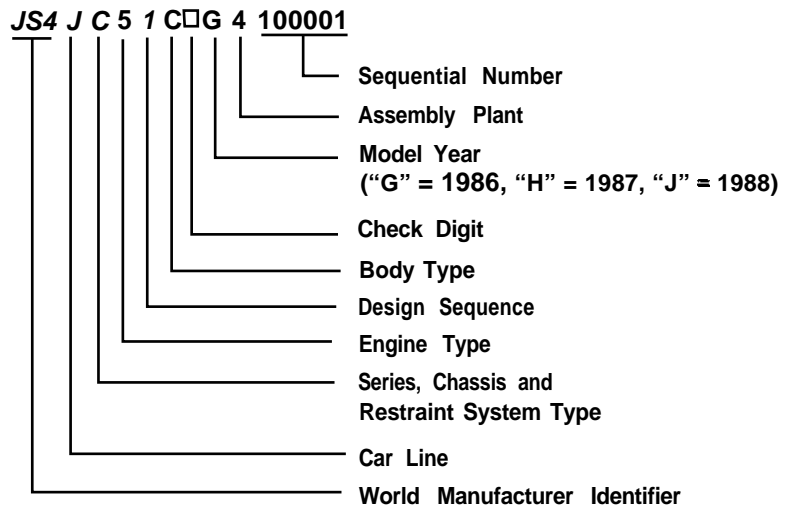 JS4 J C 5 1 C□G 4 100001
Sequential Number
Assembly Plant
Model Year
(“G” = 1986, “H” = 1987, “J” = 1988)
Check Digit
Body Type
Design Sequence
Engine Type
Series, Chassis and
Restraint System Type
Car Line
World Manufacturer Identifier